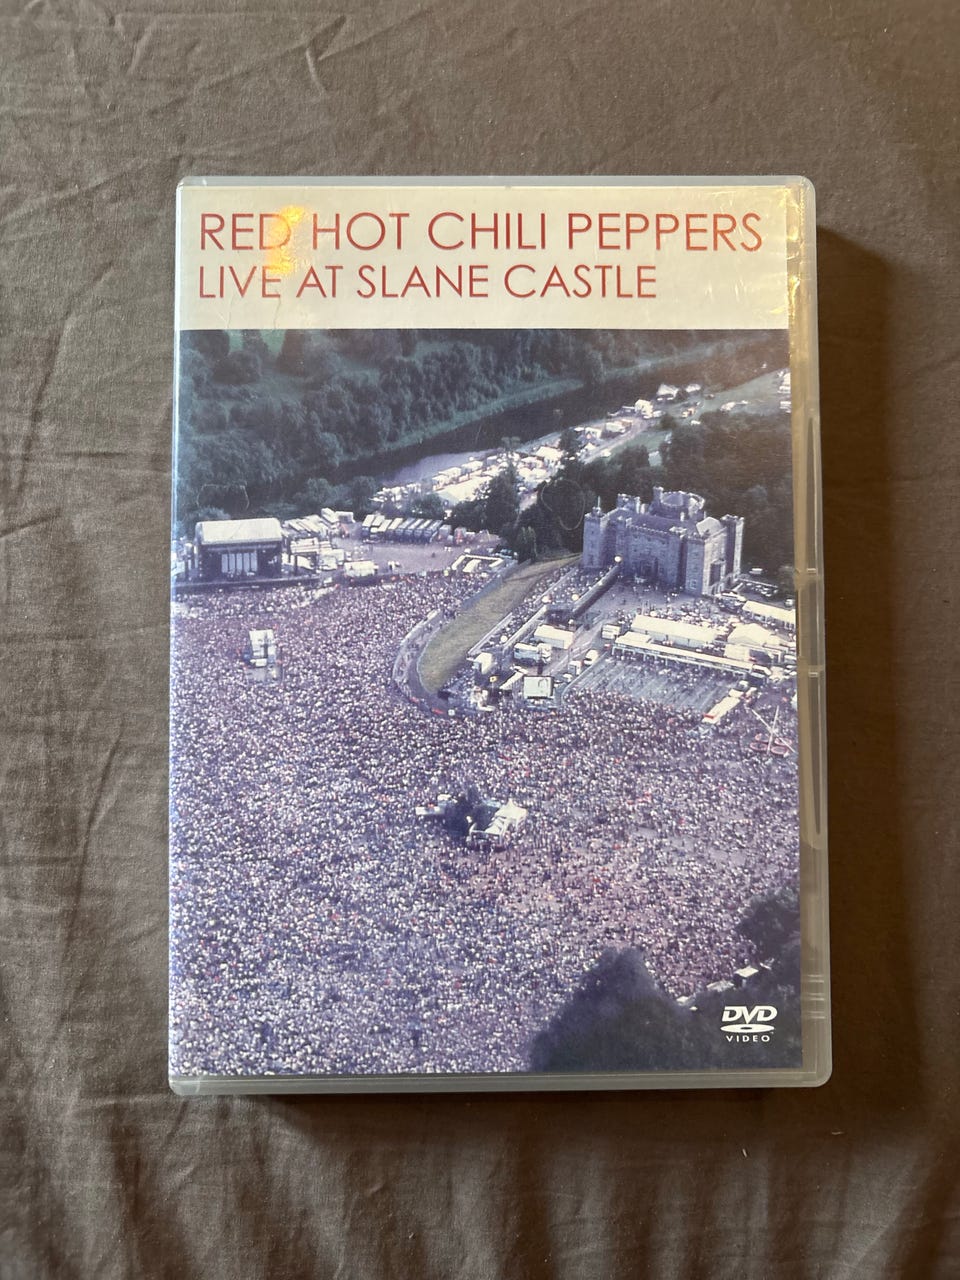 RED HOT CHILI PEPPERS
LIVE AT SLANE CASTLE
DVD
VIDEO